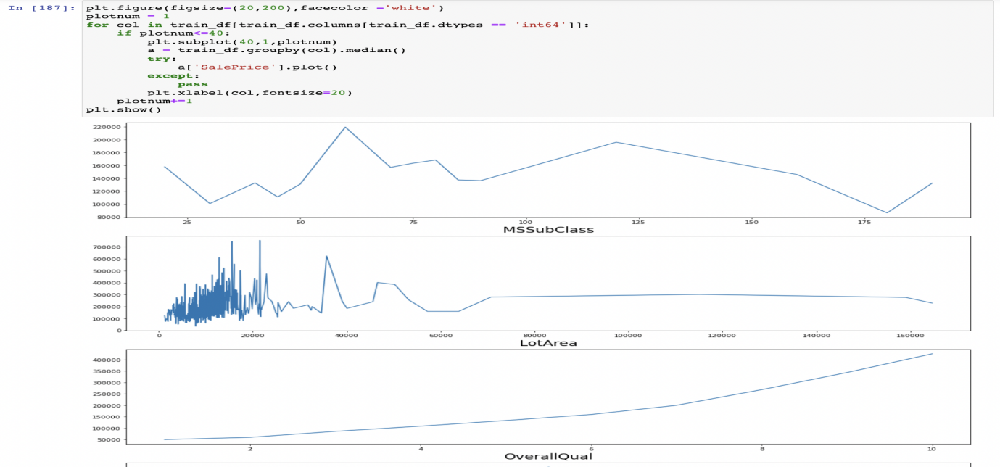 In [187]: plt.figure(figsize=(20,200),facecolor ='white')
plotnum = 1
for col in train_df[train_df.columns[train_df.dtypes == 'int64']]:
    if plotnum<=40:
        plt.subplot(40,1,plotnum)
        a = train_df.groupby(col).median()
        try:
            a['SalePrice'].plot()
        except:
            pass
        plt.xlabel(col,fontsize=20)
    plotnum+=1
plt.show()
220000
200000
180000
160000
140000
120000
100000
80000
25 50 75 100 125 150 175
MSSubClass
700000
600000
500000
400000
300000
200000
100000
0
0 20000 40000 60000 80000 100000 120000 140000 160000
LotArea
400000
350000
300000
250000
200000
150000
100000
50000
2 4 6 8 10
OverallQual